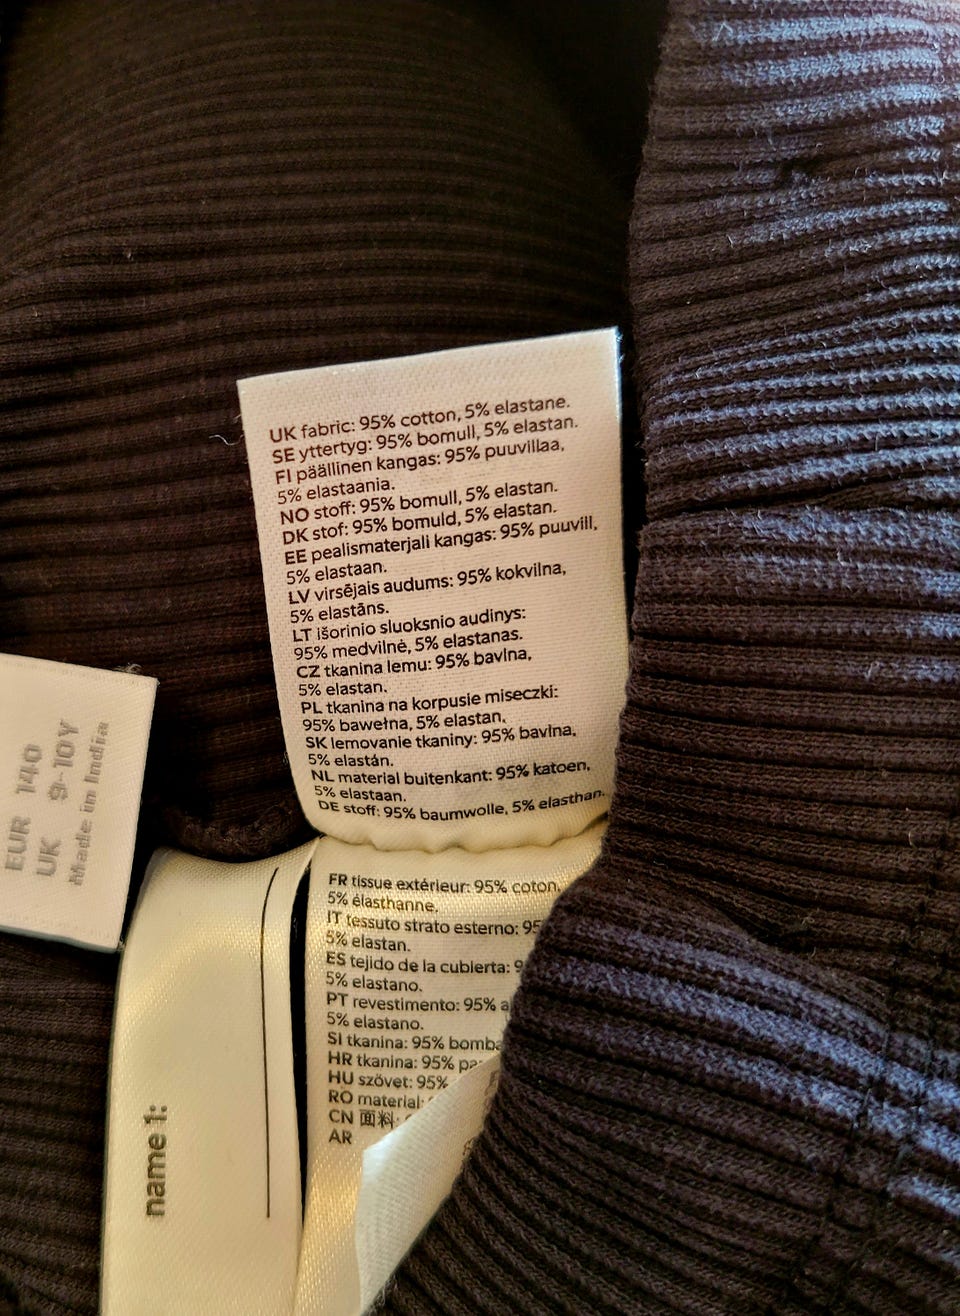 UK fabric: 95% cotton, 5% elastane.
SE yttertyg: 95% bomull, 5% elastan.
FI päällinen kangas: 95% puuvillaa,
5% elastaania.
NO stoff: 95% bomull, 5% elastan.
DK stof: 95% bomuld, 5% elastan.
EE pealismaterjali kangas: 95% puuvill,
5% elastaan.
LV virsējais audums: 95% kokvilna,
5% elastāns.
LT išorinio sluoksnio audinys:
95% medvilnė, 5% elastanas.
CZ tkanina lemu: 95% bavlna,
5% elastan.
PL tkanina na korpusie miseczki:
95% bawełna, 5% elastan.
SK lemovanie tkaniny: 95% bavlna,
5% elastán.
NL material buitenkant: 95% katoen,
5% elastaan.
DE stoff: 95% baumwolle, 5% elasthan.
FR tissue extérieur: 95% coton,
5% élasthanne.
IT tessuto strato esterno: 95
5% elastan.
ES tejido de la cubierta: 9
5% elastano.
PT revestimento: 95% a
5% elastano.
SI tkanina: 95% bomba
HR tkanina: 95% pa
HU szövet: 95%
RO material:
CN 面料:
AR
EUR 140
UK 9-10Y
Made in India
name 1: